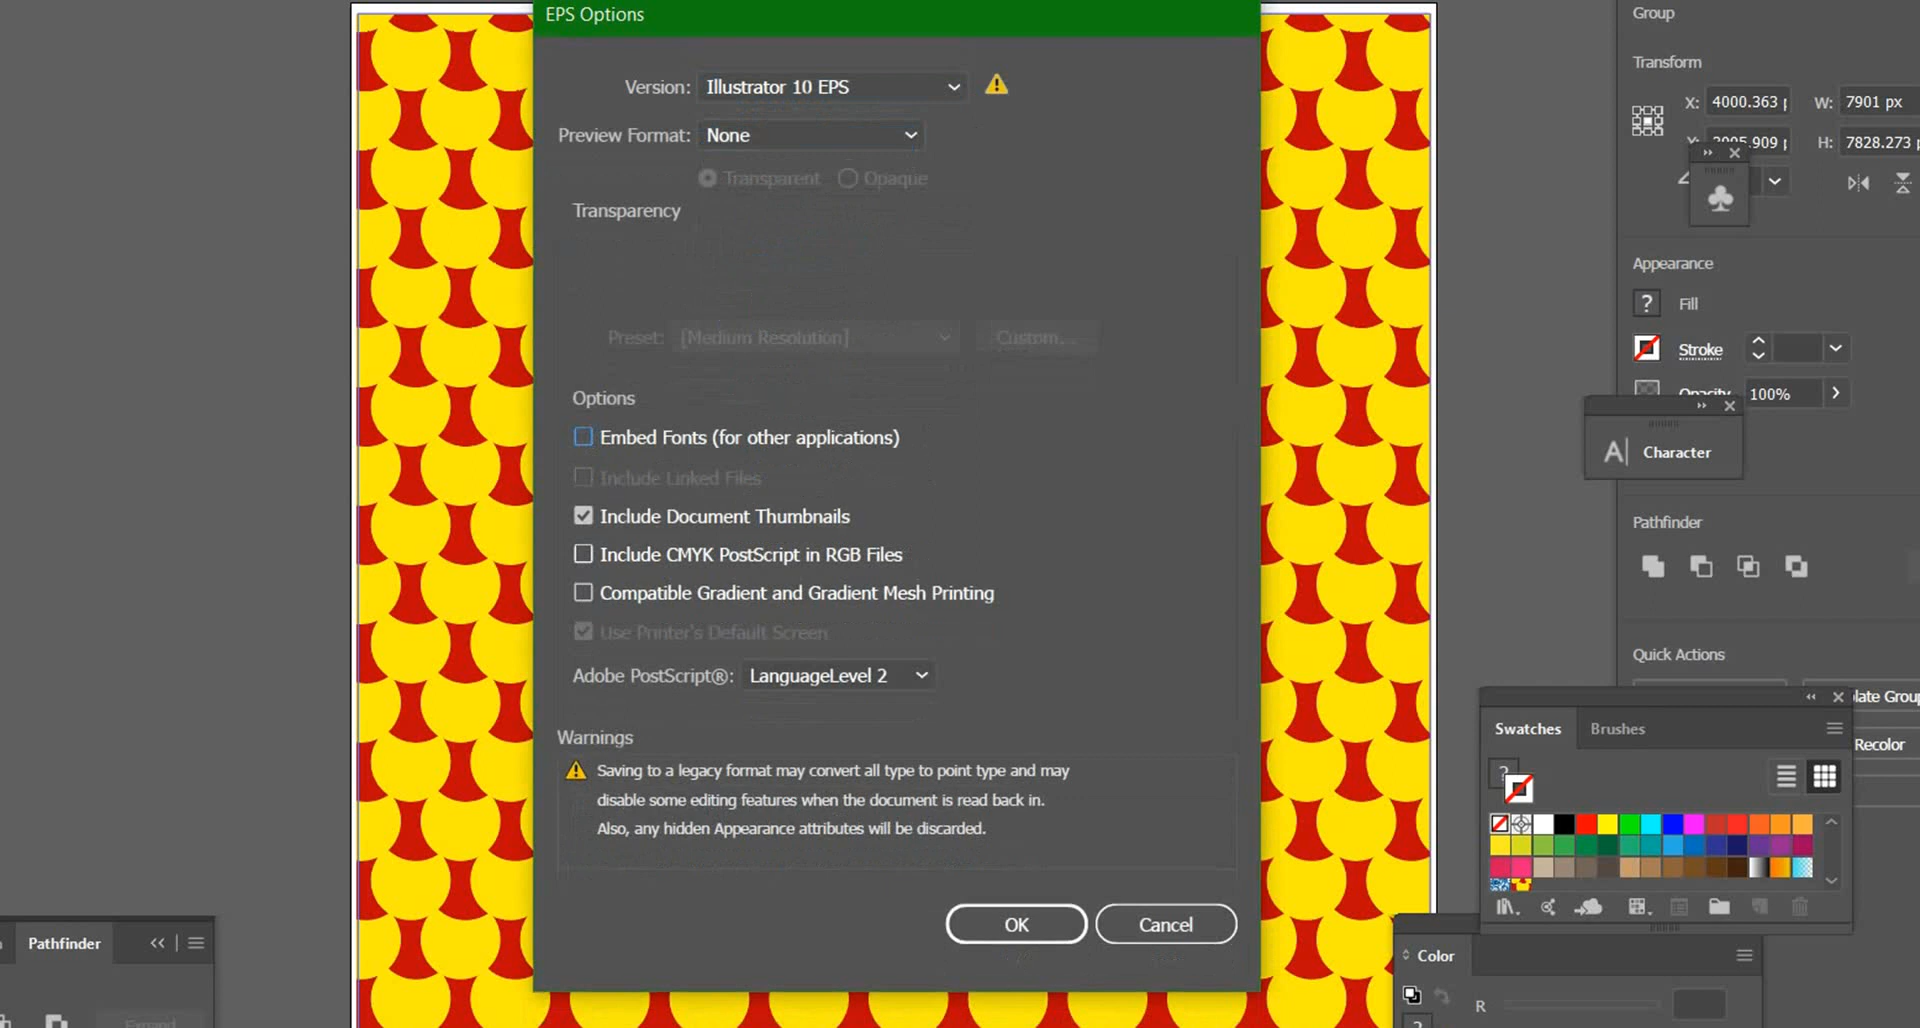 EPS Options
Version: Illustrator 10 EPS
Preview Format: None
Transparent Opaque
Transparency
Preset: [Medium Resolution] Custom...
Options
Embed Fonts (for other applications)
Include Linked Files
Include Document Thumbnails
Include CMYK PostScript in RGB Files
Compatible Gradient and Gradient Mesh Printing
Use Printer's Default Screen
Adobe PostScript®: LanguageLevel 2
Warnings
Saving to a legacy format may convert all type to point type and may
disable some editing features when the document is read back in.
Also, any hidden Appearance attributes will be discarded.
OK Cancel
Group
Transform
X: 4000.363 W: 7901 px
H: 7828.273
Appearance
? Fill
Stroke
Opacity 100%
A Character
Pathfinder
Quick Actions
Recolor
Swatches Brushes
?
Color
R
Pathfinder
Expand